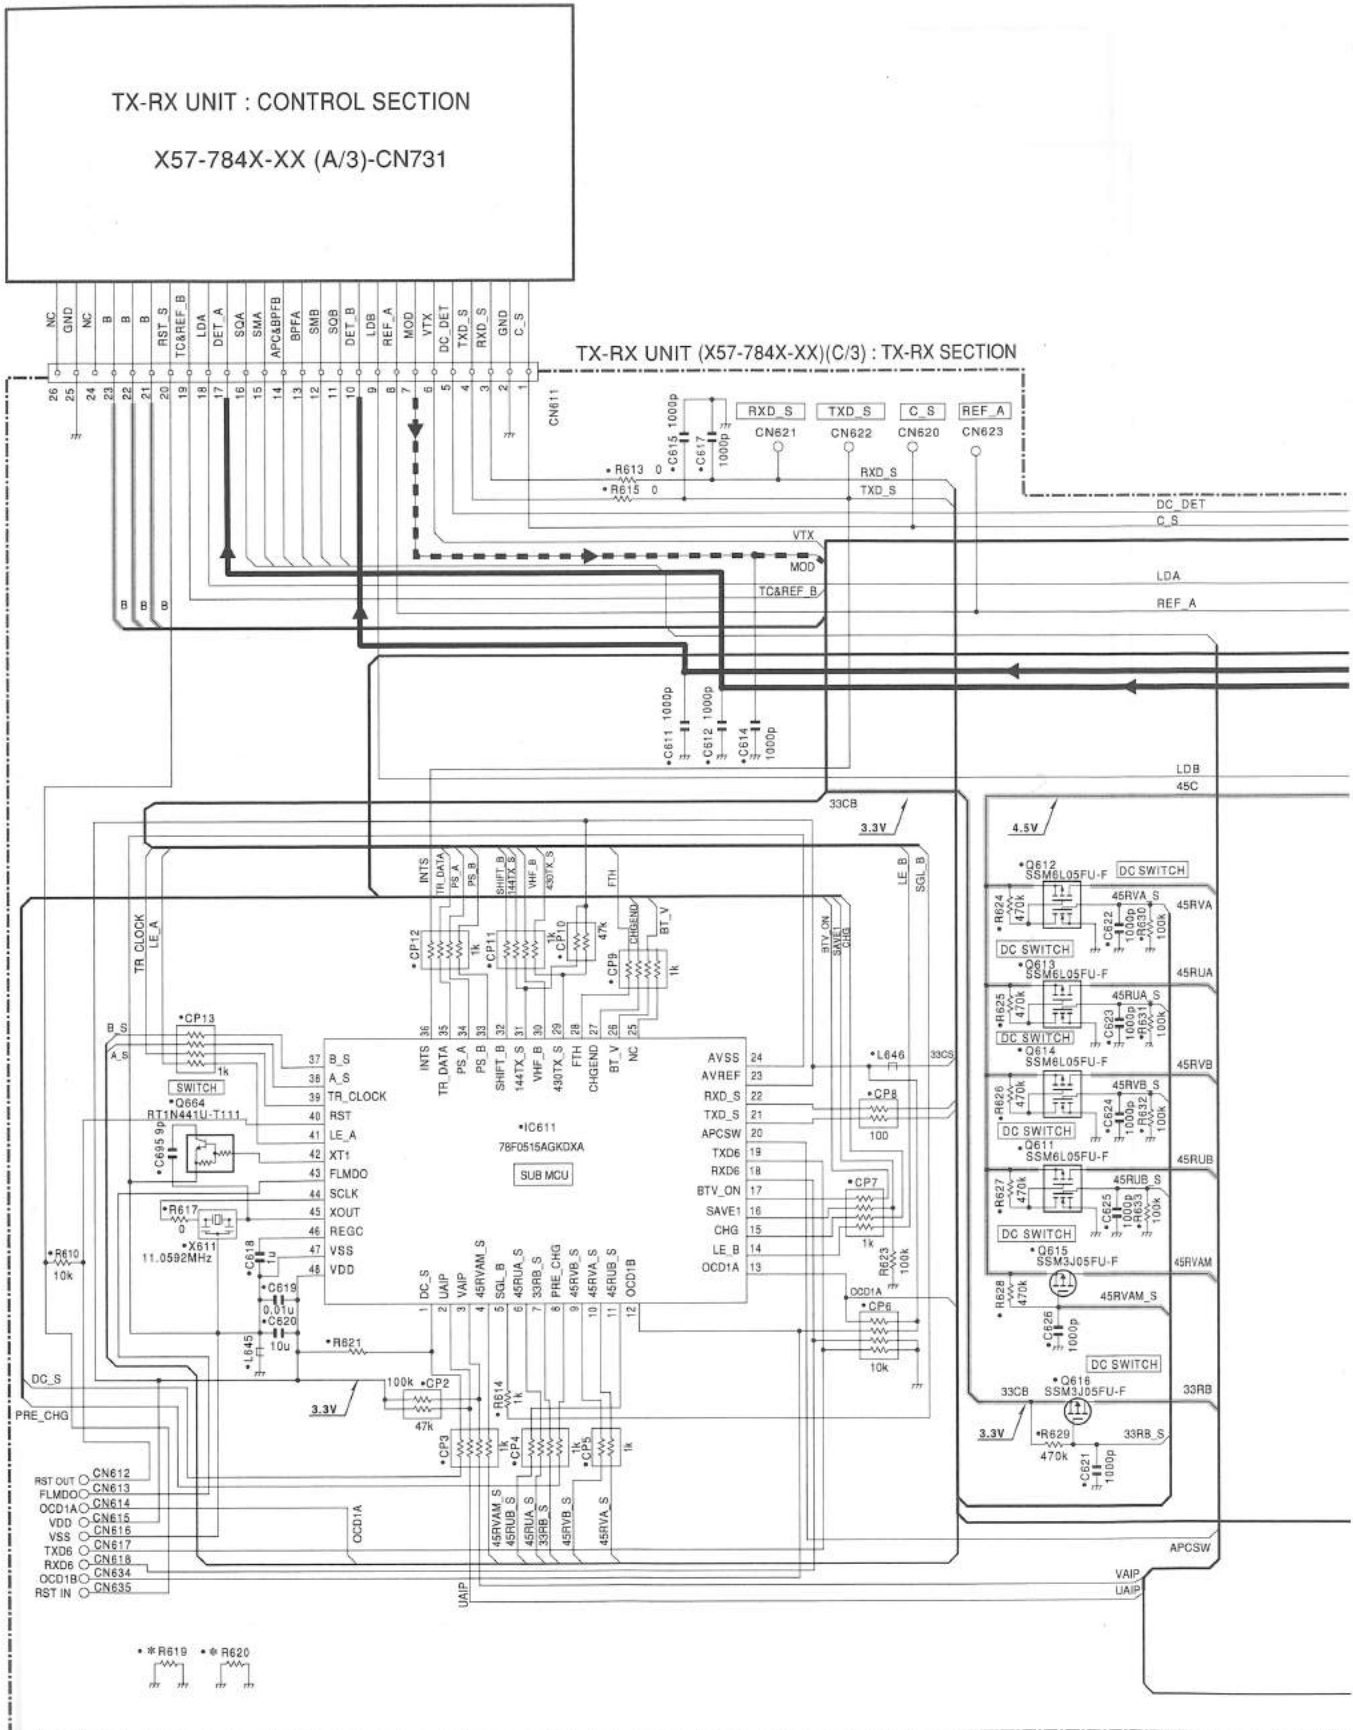 TX-RX UNIT : CONTROL SECTION
X57-784X-XX (A/3)-CN731
NC
GND
NC
B
B
B
RST_S
TC&REF_B
LDA
DET_A
SQA
SMA
APC&BPFB
BPFA
SMB
SQB
DET_B
LDB
REF_A
MOD
VTX
DC_DET
TXD_S
RXD_S
GND
C_S
26
25
24
23
22
21
20
19
18
17
16
15
14
13
12
11
10
9
8
7
6
5
4
3
2
1
CN611
TX-RX UNIT (X57-784X-XX)(C/3) : TX-RX SECTION
RXD_S
TXD_S
C_S
REF_A
CN621
CN622
CN620
CN623
•C615 1000p
•C617
1000p
•R613 0
•R615 0
RXD_S
TXD_S
DC_DET
C_S
VTX
MOD
LDA
TC&REF_B
REF_A
B
B
B
•C611 1000p
•C612 1000p
•C614
1000p
LDB
45C
33CB
3.3V
4.5V
INTS
TR_DATA
PS_A
PS_B
SHIFT_B
144TX_S
VHF_B
430TX_S
FTH
CHGEND
BT_V
LE_B
SGL_B
BTV_ON
SAVE1
CHG
TR_CLOCK
LE_A
•CP12
1k
•CP11
1k
•CP10
47k
•CP9
1k
•Q612
SSM6L05FU-F
DC SWITCH
•R624
470k
45RVA_S
45RVA
•C622
1000p
•R630
100k
DC SWITCH
•Q613
SSM6L05FU-F
•R625
470k
45RUA_S
45RUA
•C623
1000p
•R631
100k
DC SWITCH
•Q614
SSM6L05FU-F
•R626
470k
45RVB_S
45RVB
•C624
1000p
•R632
100k
DC SWITCH
•Q611
SSM6L05FU-F
•R627
470k
45RUB_S
45RUB
•C625
1000p
•R633
100k
DC SWITCH
•Q615
SSM3J05FU-F
•R628
470k
45RVAM
45RVAM_S
•C626
1000p
DC SWITCH
•Q616
SSM3J05FU-F
33CB
33RB
3.3V
•R629
470k
33RB_S
•C621
1000p
B_S
A_S
•CP13
1k
SWITCH
•Q664
RT1N441U-T111
•C695 9p
•R617
0
•X611
11.0592MHz
•C618
1u
•R610
10k
•C619
0.01u
•C620
10u
•L645
•R621
36
35
34
33
32
31
30
29
28
27
26
25
INTS
TR_DATA
PS_A
PS_B
SHIFT_B
144TX_S
VHF_B
430TX_S
FTH
CHGEND
BT_V
NC
37 B_S
38 A_S
39 TR_CLOCK
40 RST
41 LE_A
42 XT1
43 FLMDO
44 SCLK
45 XOUT
46 REGC
47 VSS
48 VDD
•IC611
78F0515AGKDXA
SUB MCU
AVSS 24
AVREF 23
RXD_S 22
TXD_S 21
APCSW 20
TXD6 19
RXD6 18
BTV_ON 17
SAVE1 16
CHG 15
LE_B 14
OCD1A 13
DC_S
UAIP
VAIP
45RVAM_S
SGL_B
45RUA_S
33RB_S
PRE_CHG
45RVB_S
45RVA_S
45RUB_S
OCD1B
1
2
3
4
5
6
7
8
9
10
11
12
•L646
33CS
•CP8
100
•CP7
1k
R623
100k
OCD1A
•CP6
10k
100k
•CP2
47k
3.3V
•R614
1k
•CP3
1k
•CP4
1k
•CP5
1k
DC_S
PRE_CHG
RST OUT CN612
FLMDO CN613
OCD1A CN614
VDD CN615
VSS CN616
TXD6 CN617
RXD6 CN618
OCD1B CN634
RST IN CN635
OCD1A
UAIP
45RVAM_S
45RUB_S
45RUA_S
33RB_S
45RVB_S
45RVA_S
APCSW
VAIP
UAIP
•※R619 •※R620